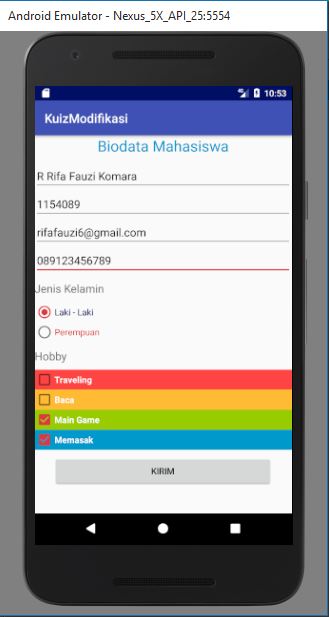 Android Emulator - Nexus_5X_API_25:5554
10:53
KuizModifikasi
Biodata Mahasiswa
R Rifa Fauzi Komara
1154089
rifafauzi6@gmail.com
089123456789
Jenis Kelamin
Laki - Laki
Perempuan
Hobby
Traveling
Baca
Main Game
Memasak
KIRIM